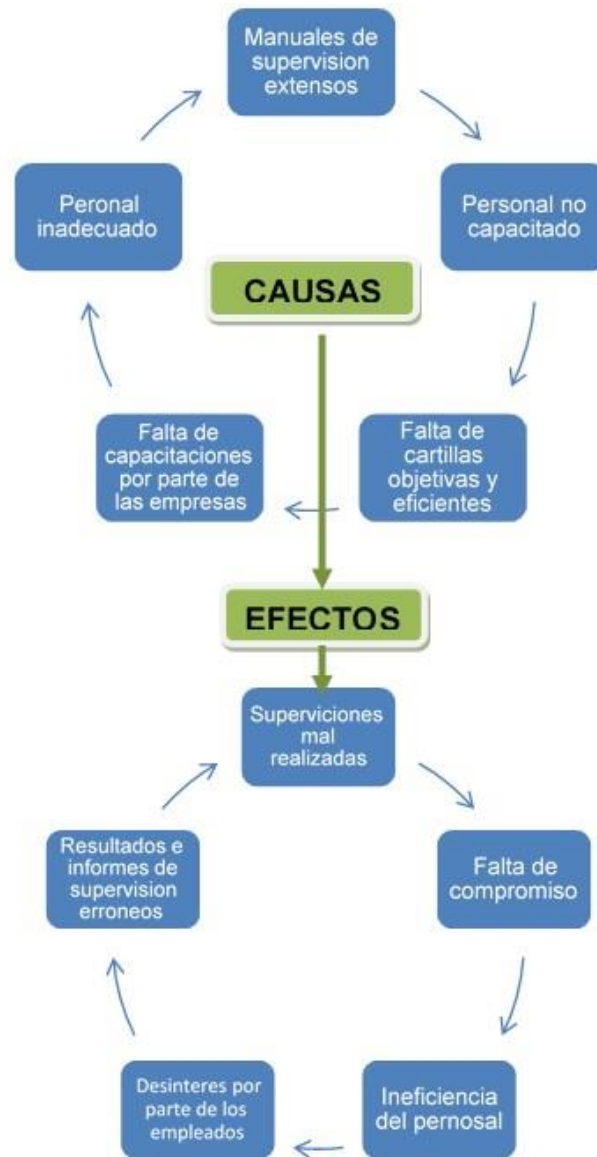 Manuales de
supervision
extensos
Peronal
inadecuado
Personal no
capacitado
CAUSAS
Falta de
capacitaciones
por parte de
las empresas
Falta de
cartillas
objetivas y
eficientes
EFECTOS
Superviciones
mal
realizadas
Resultados e
informes de
supervision
erroneos
Falta de
compromiso
Desinteres por
parte de los
empleados
Ineficiencia
del pernosal